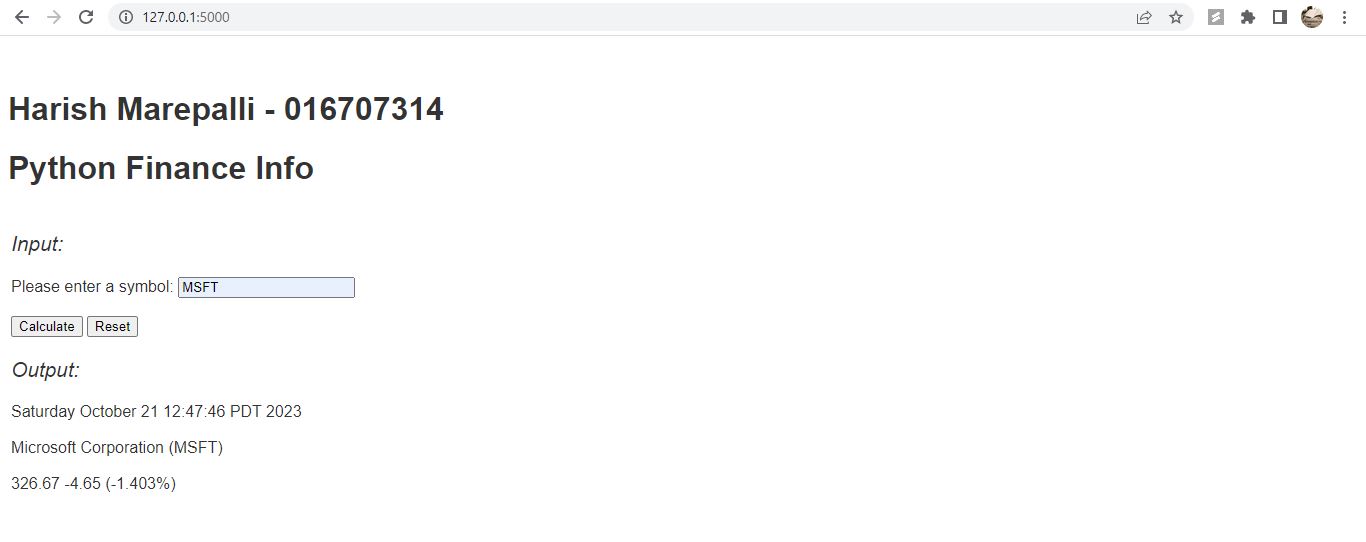 127.0.0.1:5000
Harish Marepalli - 016707314
Python Finance Info
Input:
Please enter a symbol: MSFT
Calculate Reset
Output:
Saturday October 21 12:47:46 PDT 2023
Microsoft Corporation (MSFT)
326.67 -4.65 (-1.403%)